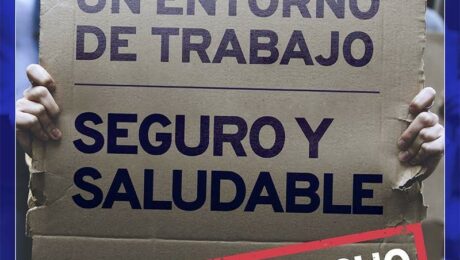 UN ENTORNO
DE TRABAJO
SEGURO Y
SALUDABLE